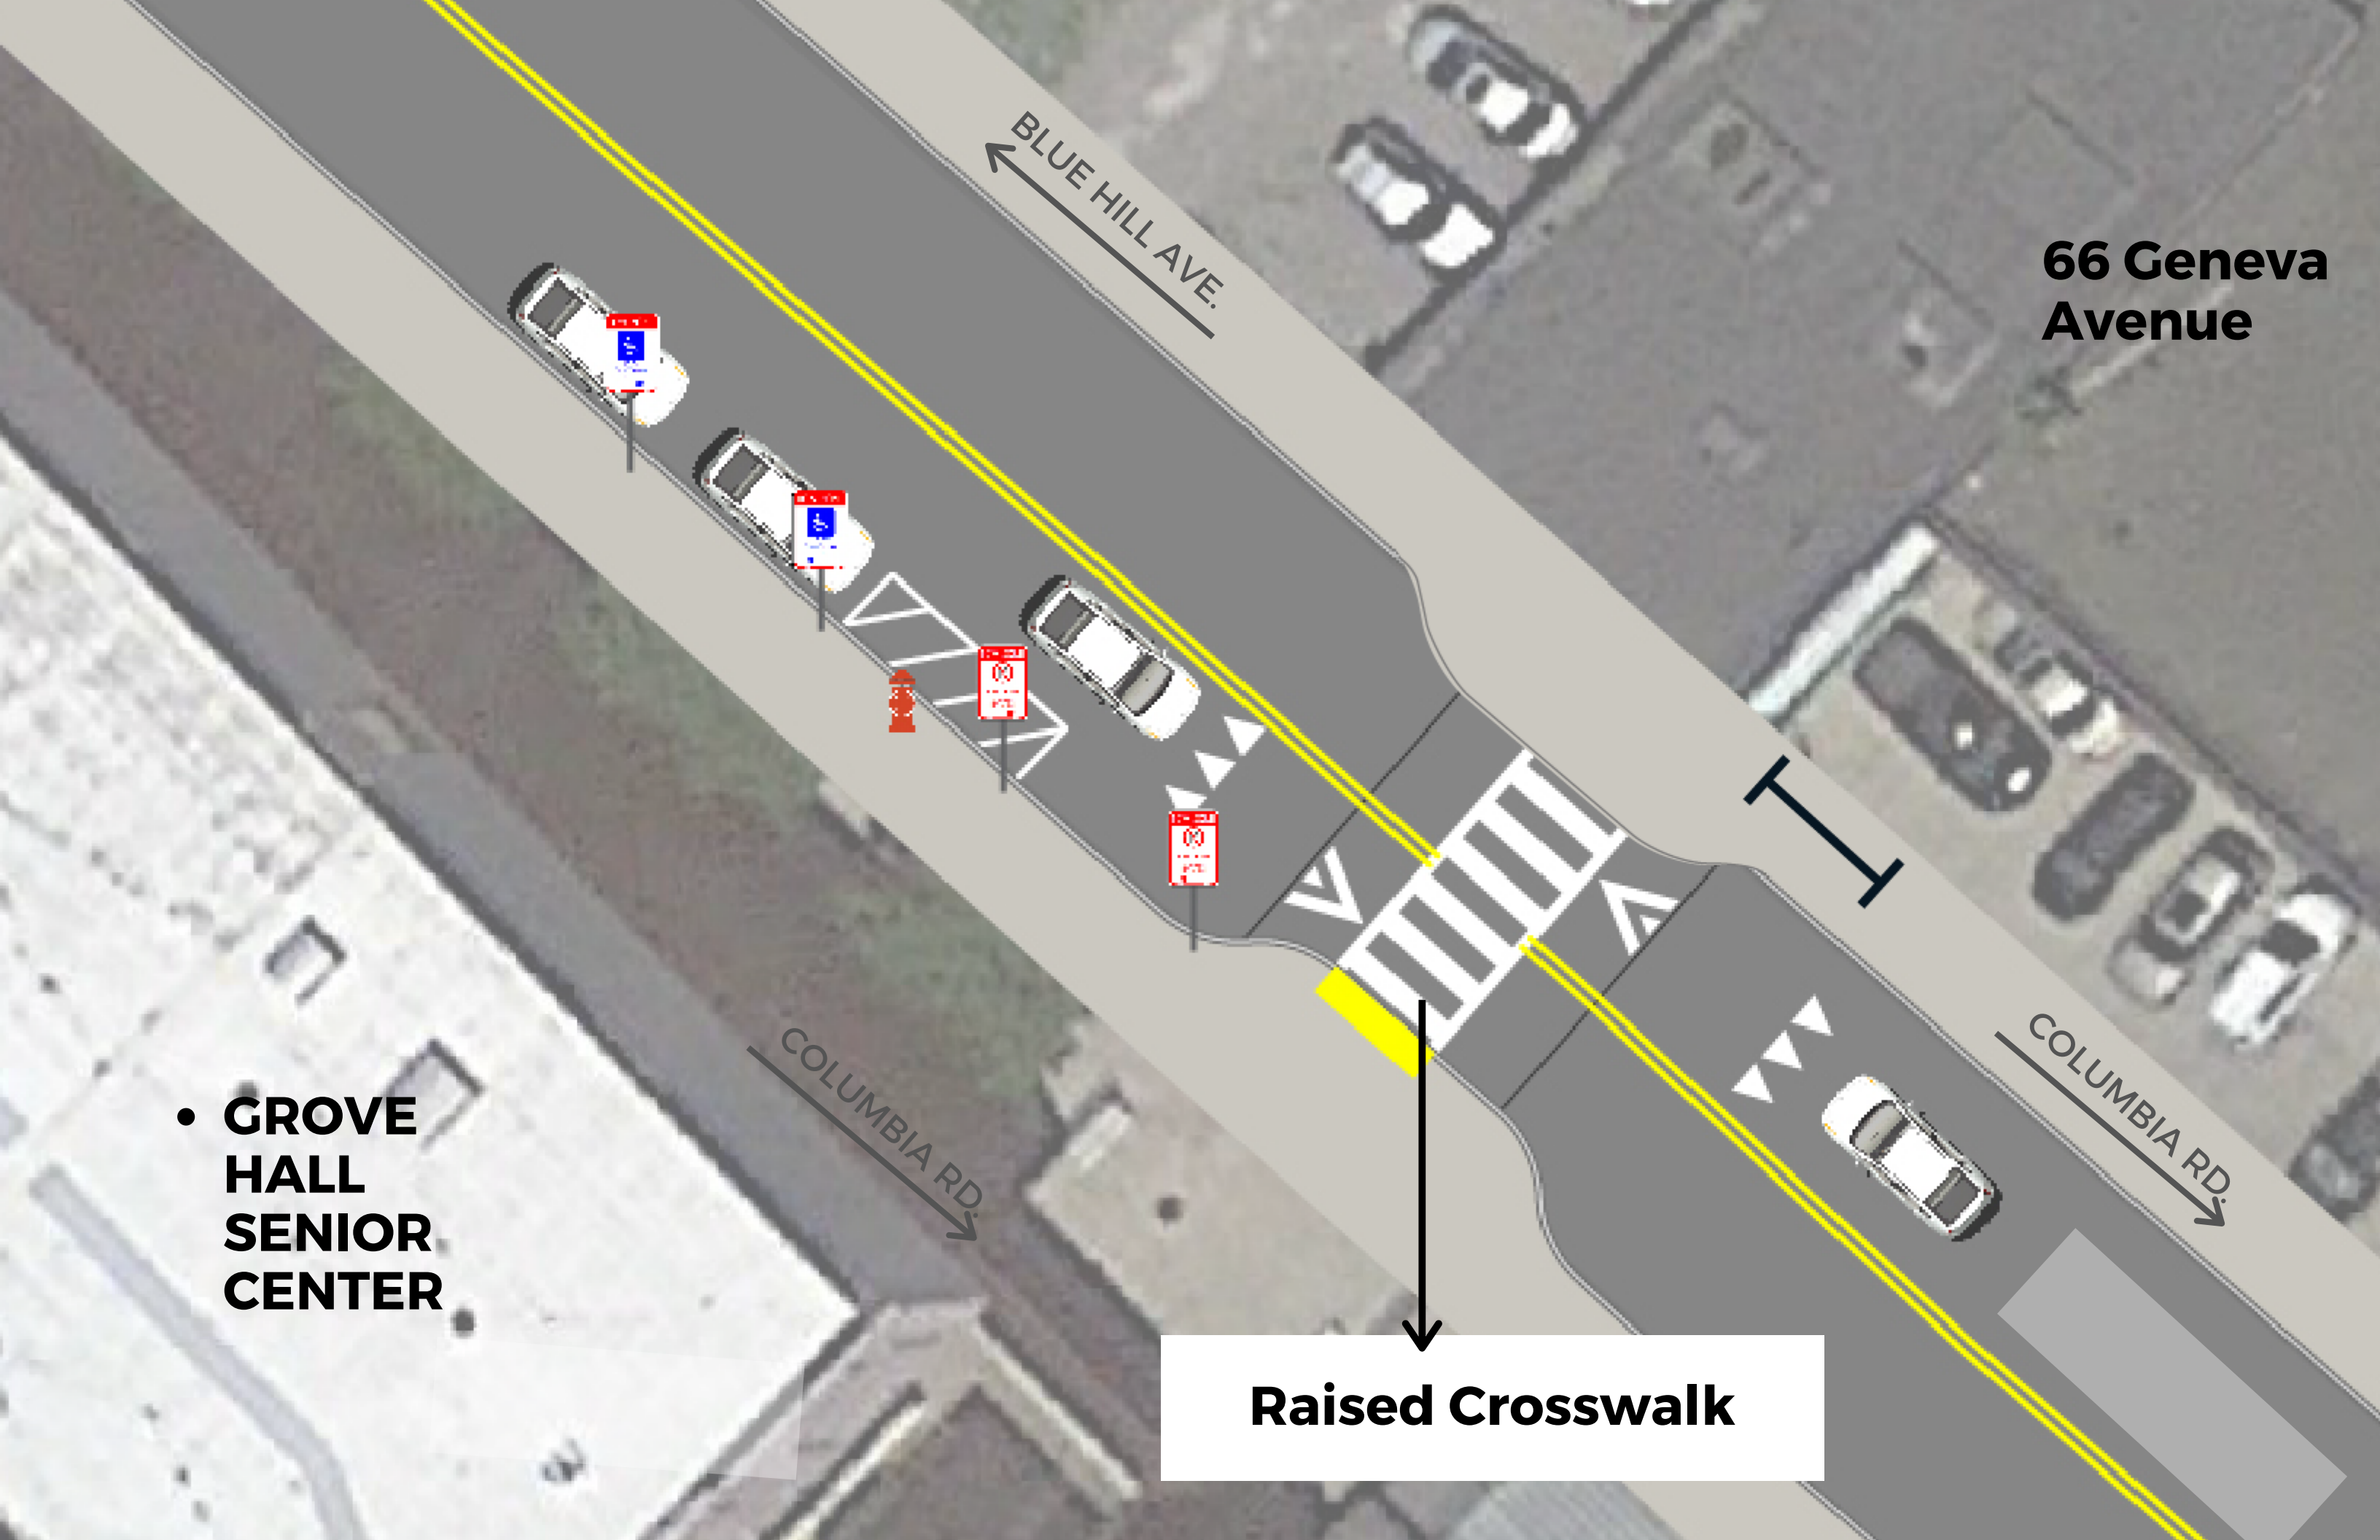 BLUE HILL AVE.
66 Geneva
Avenue
COLUMBIA RD.
COLUMBIA RD.
• GROVE
HALL
SENIOR
CENTER
Raised Crosswalk